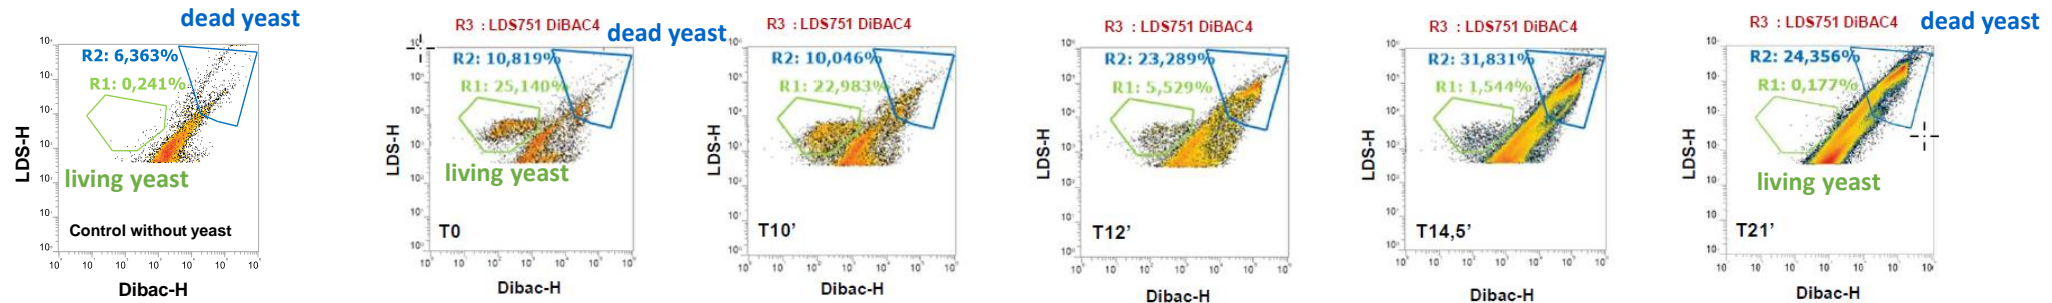 dead yeast
R2: 6,363%
R1: 0,241%
LDS-H
living yeast
Control without yeast
Dibac-H
R3 : LDS751 DiBAC4
dead yeast
R2: 10,819%
R1: 25,140%
LDS-H
living yeast
T0
Dibac-H
R3 : LDS751 DiBAC4
R2: 10,046%
R1: 22,983%
LDS-H
T10'
Dibac-H
R3 : LDS751 DiBAC4
R2: 23,289%
R1: 5,529%
LDS-H
T12'
Dibac-H
R3 : LDS751 DiBAC4
R2: 31,831%
R1: 1,544%
LDS-H
T14,5'
Dibac-H
R3 : LDS751 DiBAC4
dead yeast
R2: 24,356%
R1: 0,177%
LDS-H
living yeast
T21'
Dibac-H